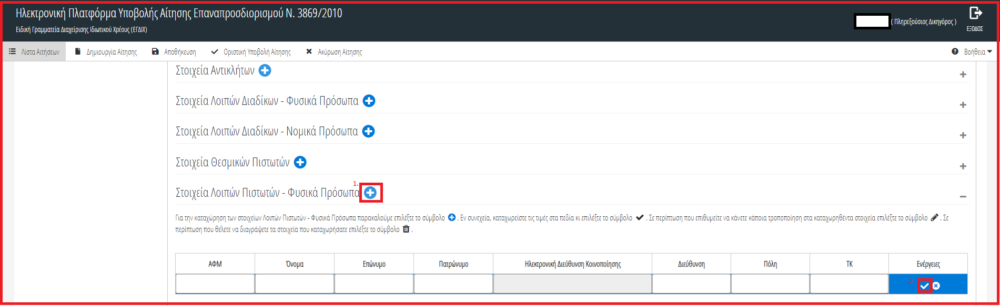 Ηλεκτρονική Πλατφόρμα Υποβολής Αίτησης Επαναπροσδιορισμού Ν. 3869/2010
Ειδική Γραμματεία Διαχείρισης Ιδιωτικού Χρέους (ΕΓΔΙΧ)
( Πληρεξούσιος Δικηγόρος )
ΕΞΟΔΟΣ
Λίστα Αιτήσεων Δημιουργία Αίτησης Αποθήκευση Οριστική Υποβολή Αίτησης Ακύρωση Αίτησης Βοήθεια
Στοιχεία Αντικλήτων
Στοιχεία Λοιπών Διαδίκων - Φυσικά Πρόσωπα
Στοιχεία Λοιπών Διαδίκων - Νομικά Πρόσωπα
Στοιχεία Θεσμικών Πιστωτών
1.
Στοιχεία Λοιπών Πιστωτών - Φυσικά Πρόσωπα
Για την καταχώρηση των στοιχείων Λοιπών Πιστωτών - Φυσικά Πρόσωπα παρακαλούμε επιλέξτε το σύμβολο . Εν συνεχεία, καταχωρείστε τις τιμές στα πεδία κι επιλέξτε το σύμβολο . Σε περίπτωση που επιθυμείτε να κάνετε κάποια τροποποίηση στα καταχωρηθέντα στοιχεία επιλέξτε το σύμβολο . Σε
περίπτωση που θέλετε να διαγράψετε τα στοιχεία που καταχωρήσατε επιλέξτε το σύμβολο .
ΑΦΜ Όνομα Επώνυμο Πατρώνυμο Ηλεκτρονική Διεύθυνση Κοινοποίησης Διεύθυνση Πόλη ΤΚ Ενέργειες
2.